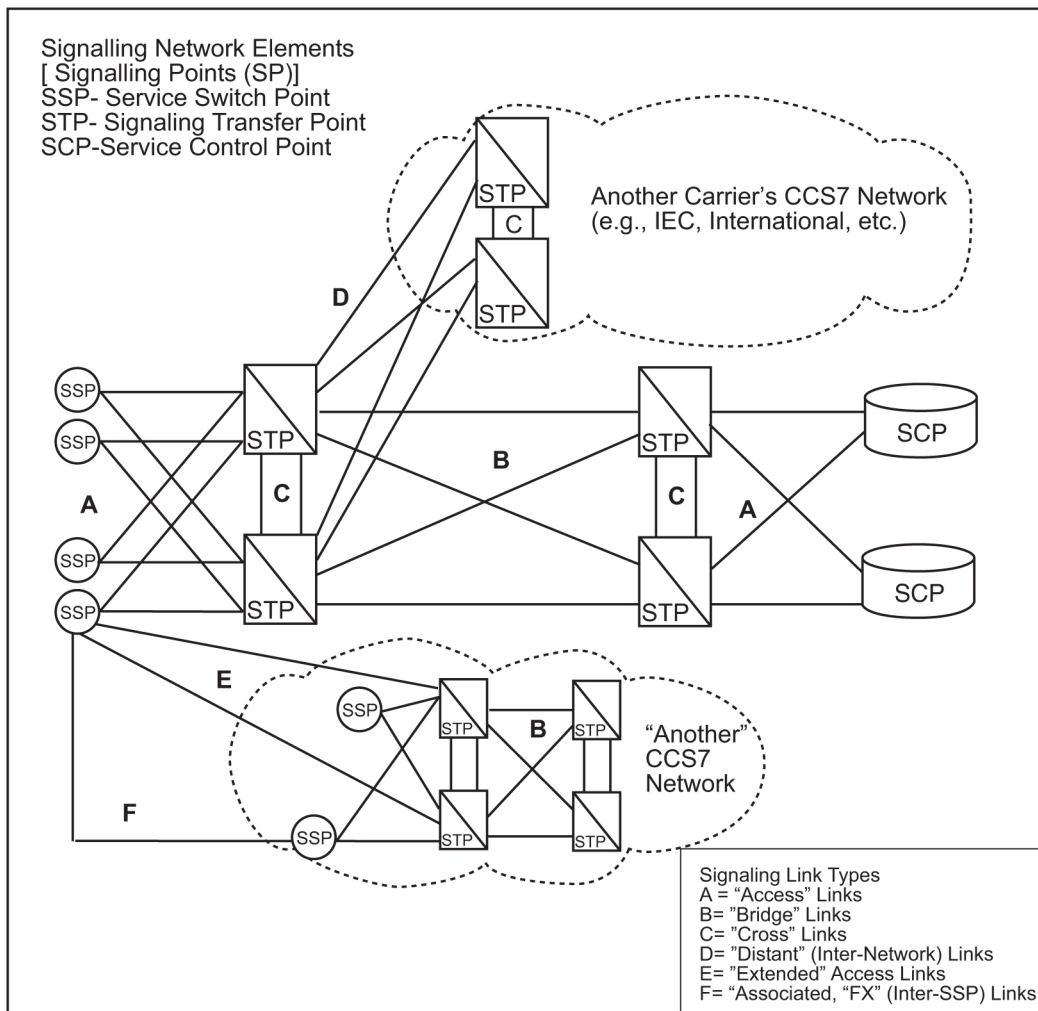 Signalling Network Elements
[ Signalling Points (SP)]
SSP- Service Switch Point
STP- Signaling Transfer Point
SCP-Service Control Point
STP
C
STP
Another Carrier’s CCS7 Network
(e.g., IEC, International, etc.)
D
SSP
SSP
A
SSP
SSP
STP
C
STP
B
STP
C
STP
A
SCP
SCP
E
F
SSP
SSP
STP
STP
B
STP
STP
“Another”
CCS7
Network
Signaling Link Types
A = “Access” Links
B= ”Bridge” Links
C= ”Cross” Links
D= ”Distant” (Inter-Network) Links
E= ”Extended” Access Links
F= “Associated, “FX” (Inter-SSP) Links